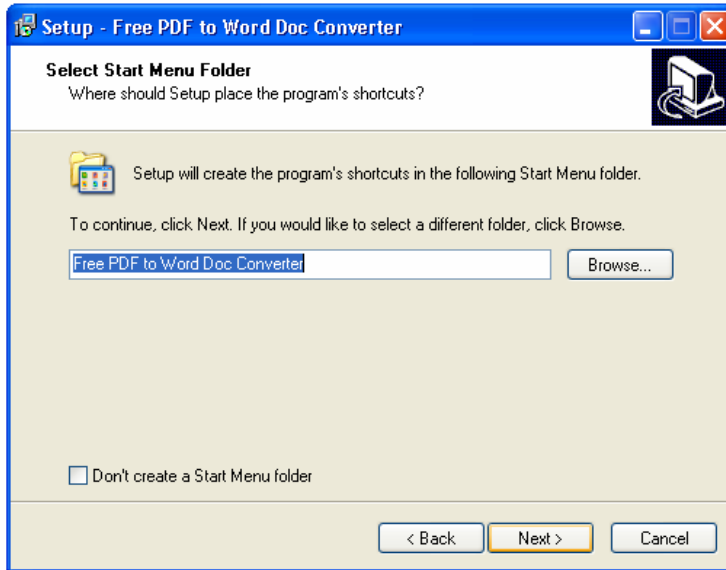 Setup - Free PDF to Word Doc Converter
Select Start Menu Folder
Where should Setup place the program's shortcuts?
Setup will create the program's shortcuts in the following Start Menu folder.
To continue, click Next. If you would like to select a different folder, click Browse.
Free PDF to Word Doc Converter
Browse...
Don't create a Start Menu folder
< Back
Next >
Cancel